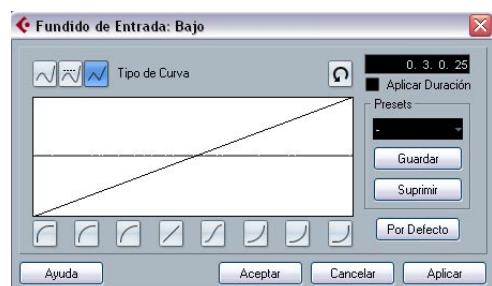 Fundido de Entrada: Bajo
Tipo de Curva
0. 3. 0. 25
Aplicar Duración
Presets
-
Guardar
Suprimir
Por Defecto
Ayuda
Aceptar
Cancelar
Aplicar